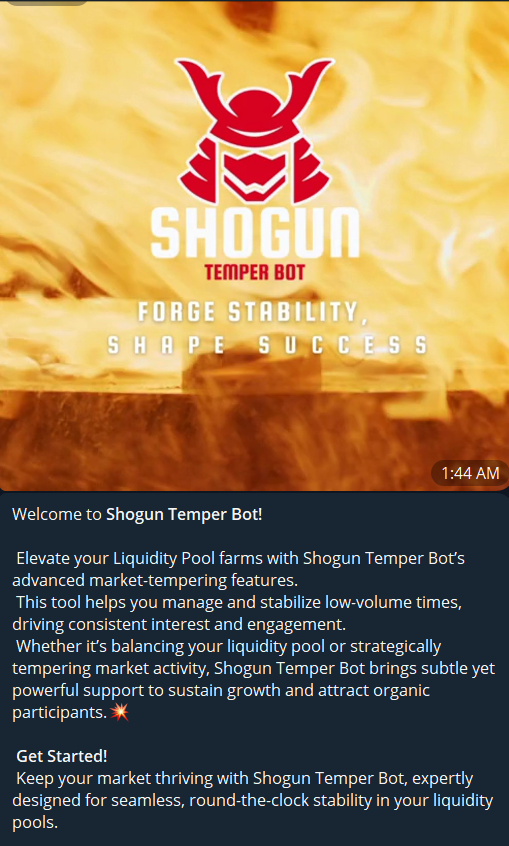 SHOGUN
TEMPER BOT
FORGE STABILITY,
SHAPE SUCCESS
1:44 AM
Welcome to Shogun Temper Bot!
Elevate your Liquidity Pool farms with Shogun Temper Bot’s
advanced market-tempering features.
This tool helps you manage and stabilize low-volume times,
driving consistent interest and engagement.
Whether it’s balancing your liquidity pool or strategically
tempering market activity, Shogun Temper Bot brings subtle yet
powerful support to sustain growth and attract organic
participants.💥
Get Started!
Keep your market thriving with Shogun Temper Bot, expertly
designed for seamless, round-the-clock stability in your liquidity
pools.